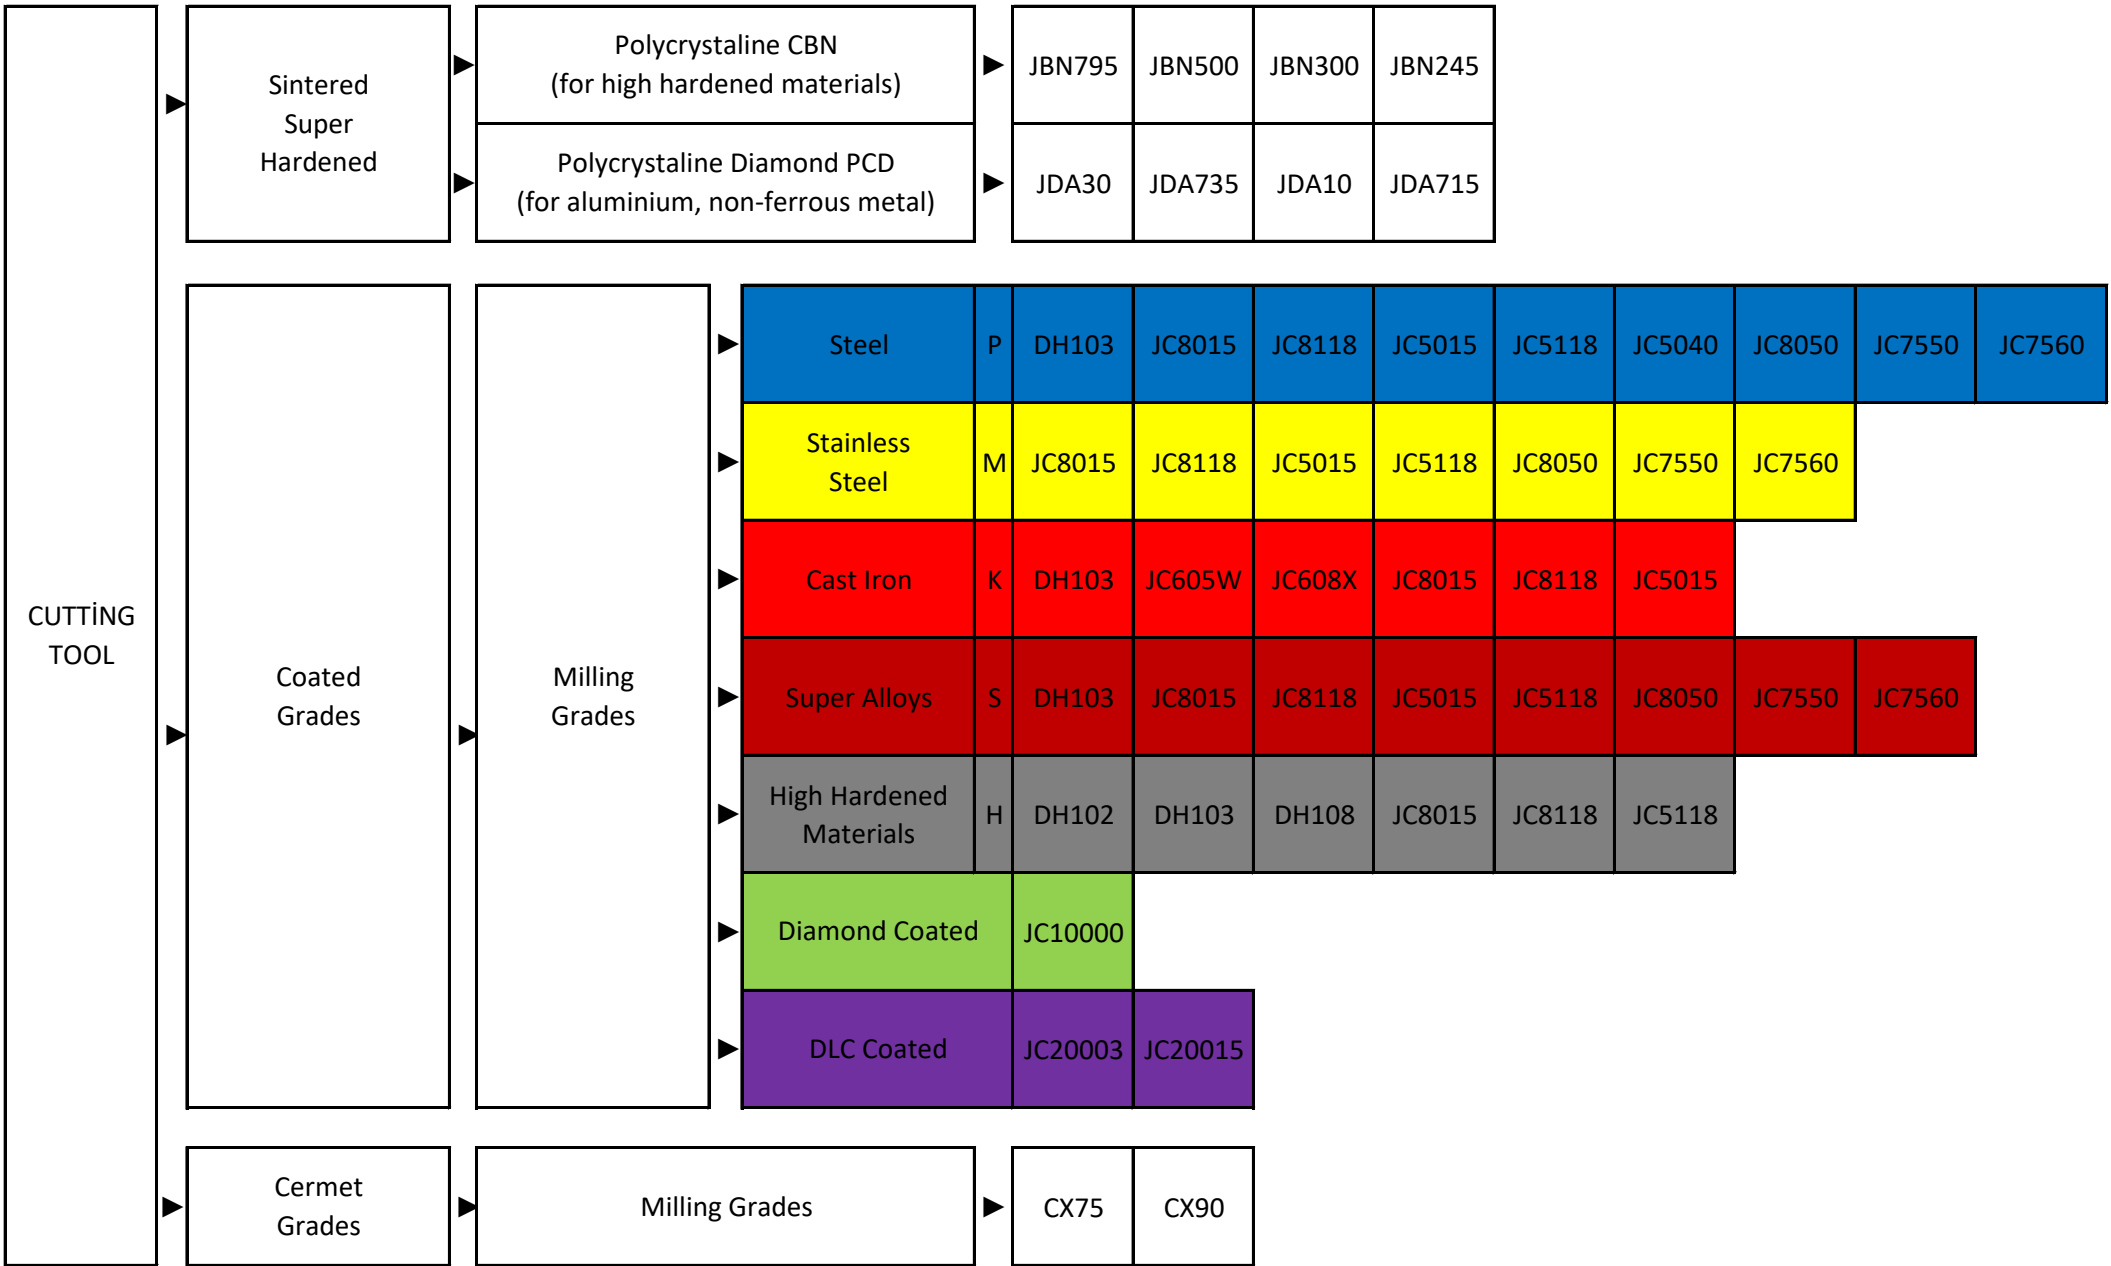 CUTTİNG
TOOL
Sintered
Super
Hardened
Polycrystaline CBN
(for high hardened materials)
JBN795 JBN500 JBN300 JBN245
Polycrystaline Diamond PCD
(for aluminium, non-ferrous metal)
JDA30 JDA735 JDA10 JDA715
Coated
Grades
Milling
Grades
Steel P DH103 JC8015 JC8118 JC5015 JC5118 JC5040 JC8050 JC7550 JC7560
Stainless
Steel
M JC8015 JC8118 JC5015 JC5118 JC8050 JC7550 JC7560
Cast Iron K DH103 JC605W JC608X JC8015 JC8118 JC5015
Super Alloys S DH103 JC8015 JC8118 JC5015 JC5118 JC8050 JC7550 JC7560
High Hardened
Materials
H DH102 DH103 DH108 JC8015 JC8118 JC5118
Diamond Coated JC10000
DLC Coated JC20003 JC20015
Cermet
Grades
Milling Grades
CX75 CX90